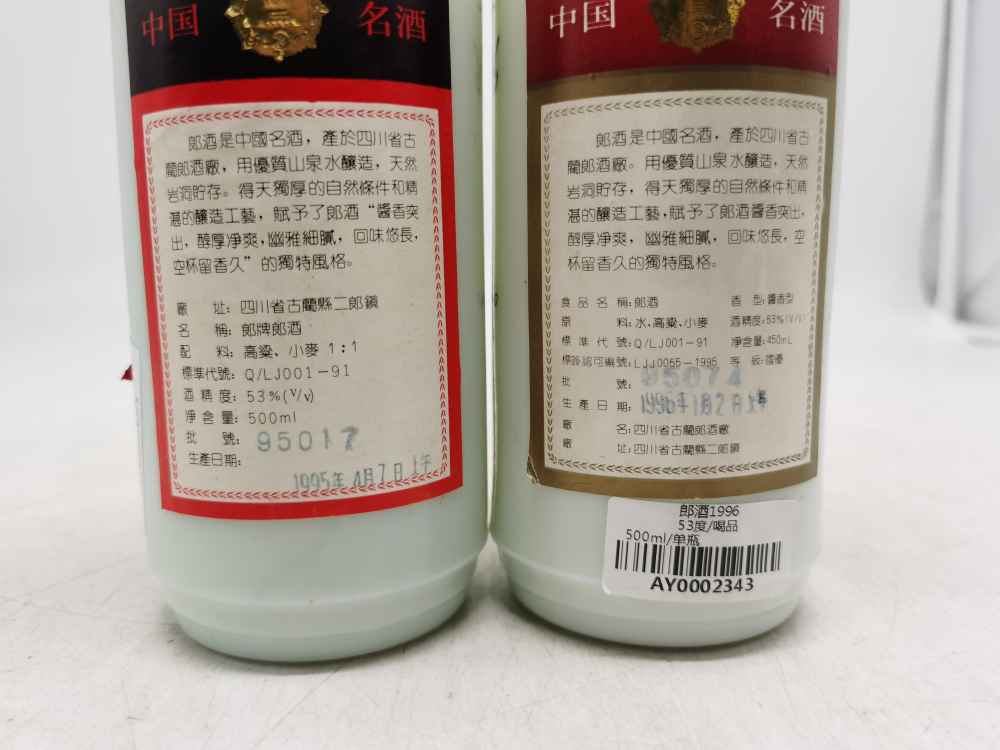 中国 名酒
郎酒是中國名酒，產於四川省古
藺郎酒廠，用優質山泉水釀造，天然
岩洞貯存。得天獨厚的自然條件和精
湛的釀造工藝，賦予了郎酒“醬香突
出，醇厚净爽，幽雅細膩，回味悠長，
空杯留香久”的獨特風格。
廠 址：四川省古藺縣二郎鎮
名 稱：郎牌郎酒
配 料：高粱、小麥 1：1
標準代號：Q/LJ001－91
酒精度：53%(V/v)
净含量：500ml
批 號：95017
生產日期：
1995年4月7日上午
中国 名酒
郎酒是中國名酒，產於四川省古
藺郎酒廠。用優質山泉水釀造，天然
岩洞貯存，得天獨厚的自然條件和精
湛的釀造工藝，賦予了郎酒醬香突出，
醇厚净爽，幽雅細膩，回味悠長，空
杯留香久的獨特風格。
食品名稱：郎酒 香型：醬香型
原 料：水、高粱、小麥 酒精度：53%(V/V)
標準代號：Q/LJ001－91 净含量：450mL
標簽認可號：LJJ0055－1995 等級：優
批 號：95074
生產日期：1996年1月2日上午
廠 名：四川省古藺郎酒廠
廠 址：四川省古藺縣二郎鎮
郎酒1996
53度/喝品
500ml/单瓶
AY0002343